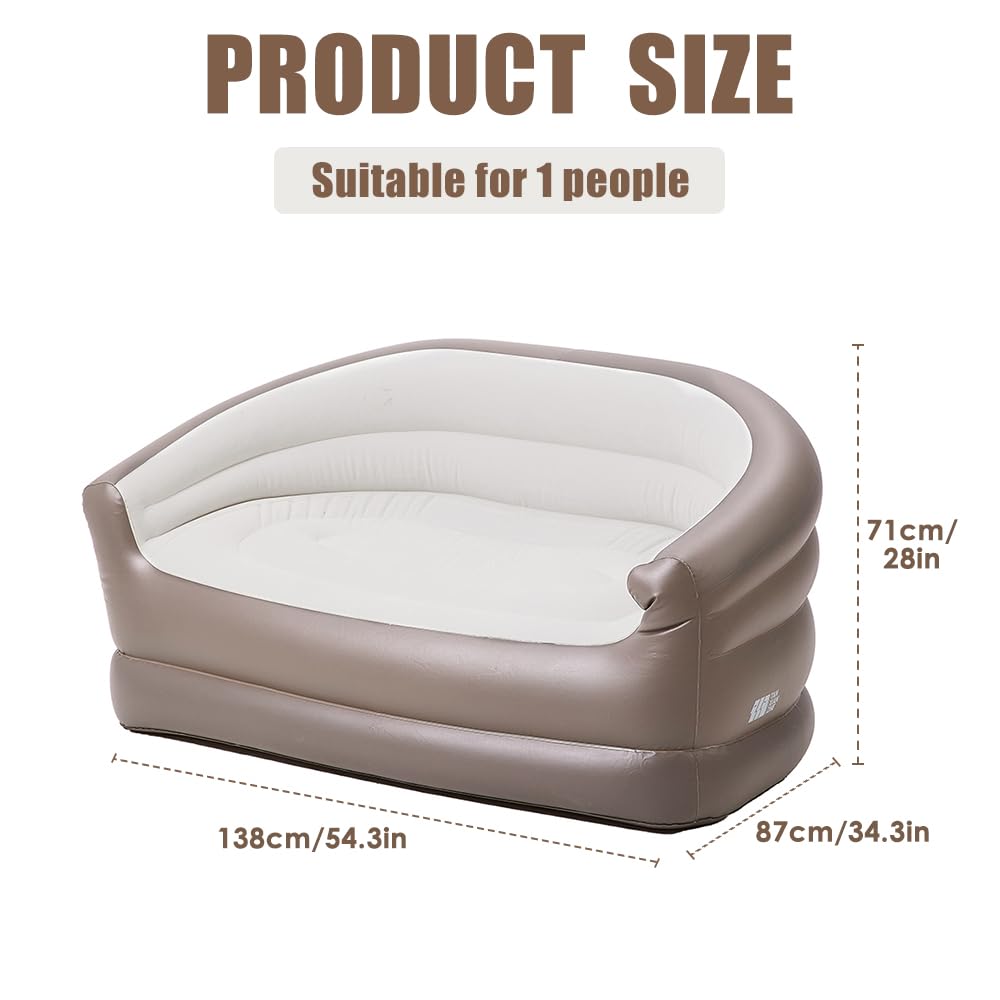 PRODUCT SIZE
Suitable for 1 people
71cm/
28in
138cm/54.3in
87cm/34.3in